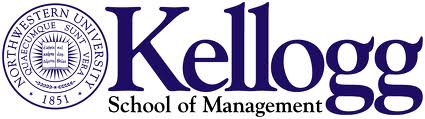 NORTHWESTERN UNIVERSITY
QUAECUMQUE SUNT VERA
1851
Kellogg
School of Management